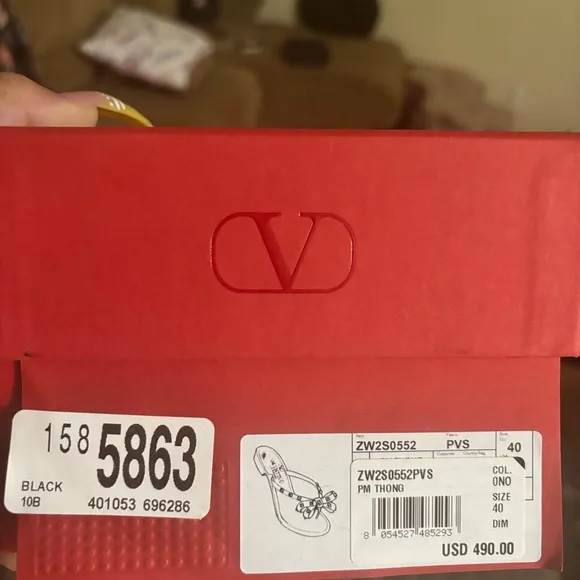 V
158 5863
BLACK
10B 401053 696286
ZW2S0552 PVS 40
ZW2S0552PVS
PM THONG
COL.
0NO
SIZE
40
DIM
8 054527 485293
USD 490.00